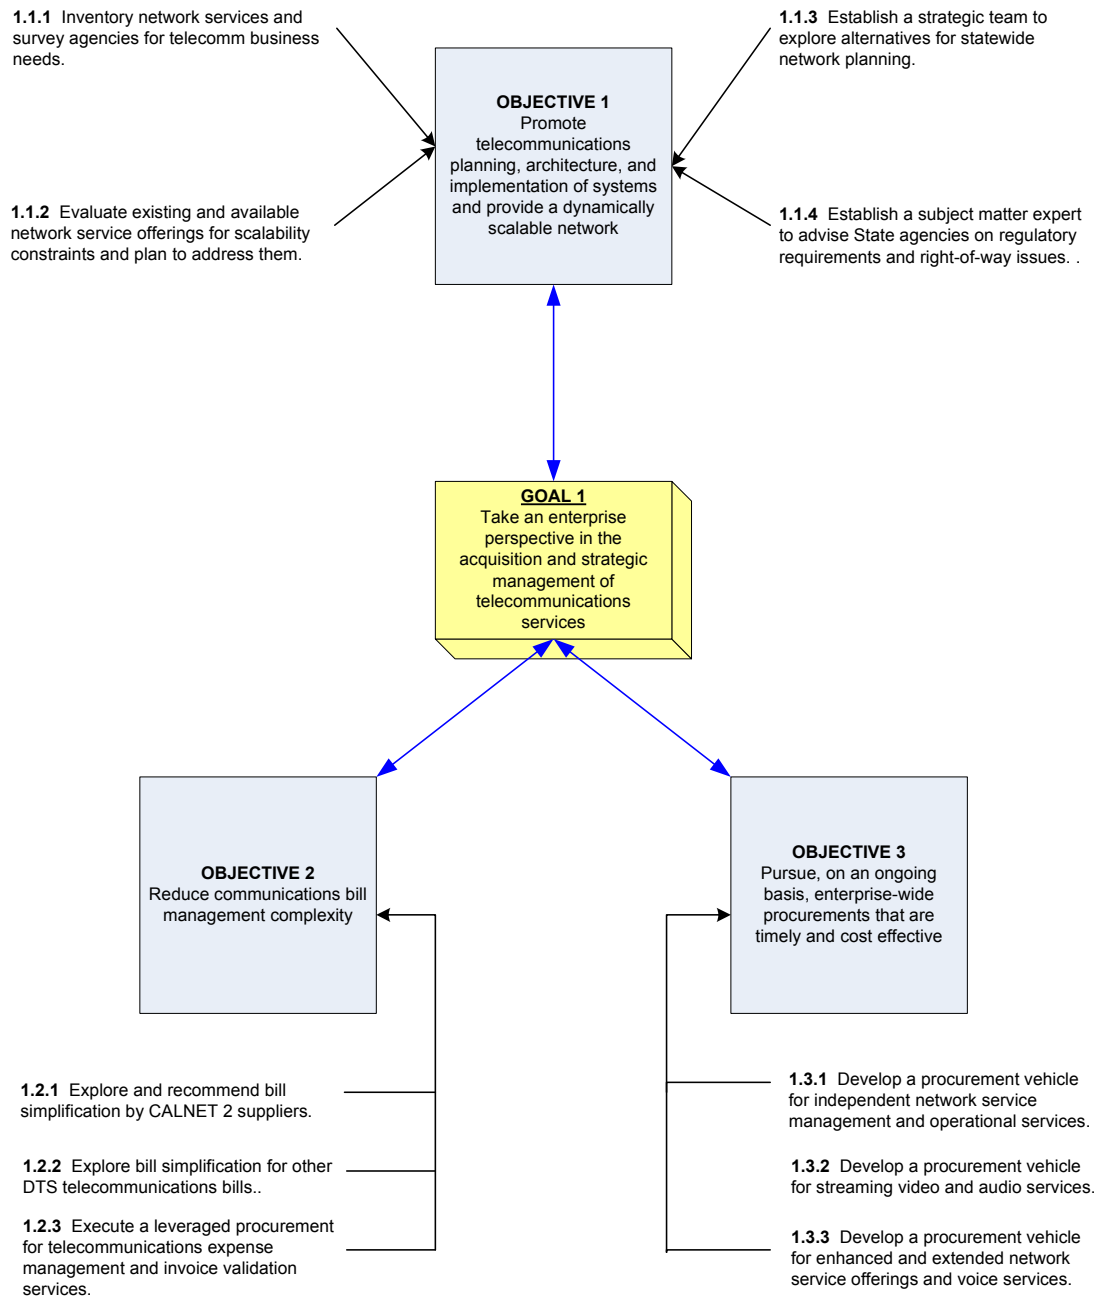 1.1.1  Inventory network services and
survey agencies for telecomm business
needs.
1.1.3  Establish a strategic team to
explore alternatives for statewide
network planning.
OBJECTIVE 1
Promote
telecommunications
planning, architecture, and
implementation of systems
and provide a dynamically
scalable network
1.1.2  Evaluate existing and available
network service offerings for scalability
constraints and plan to address them.
1.1.4  Establish a subject matter expert
to advise State agencies on regulatory
requirements and right-of-way issues. .
GOAL 1
Take an enterprise
perspective in the
acquisition and strategic
management of
telecommunications
services
OBJECTIVE 2
Reduce communications bill
management complexity
OBJECTIVE 3
Pursue, on an ongoing
basis, enterprise-wide
procurements that are
timely and cost effective
1.2.1  Explore and recommend bill
simplification by CALNET 2 suppliers.
1.2.2  Explore bill simplification for other
DTS telecommunications bills..
1.2.3  Execute a leveraged procurement
for telecommunications expense
management and invoice validation
services.
1.3.1  Develop a procurement vehicle
for independent network service
management and operational services.
1.3.2  Develop a procurement vehicle
for streaming video and audio services.
1.3.3  Develop a procurement vehicle
for enhanced and extended network
service offerings and voice services.